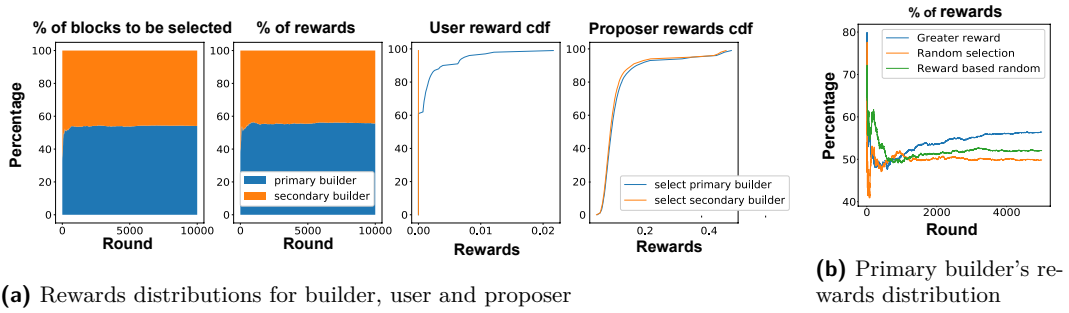 % of blocks to be selected
% of rewards
User reward cdf
Proposer rewards cdf
% of rewards
Percentage
100
80
60
40
20
0
0
5000
10000
Round
100
80
60
40
20
0
primary builder
secondary builder
0
5000
10000
Round
100
80
60
40
20
0
0.00
0.01
0.02
Rewards
100
80
60
40
20
0
select primary builder
select secondary builder
0.2
0.4
Rewards
Percentage
80
70
60
50
40
Greater reward
Random selection
Reward based random
0
2000
4000
Round
(a) Rewards distributions for builder, user and proposer
(b) Primary builder's re-
wards distribution